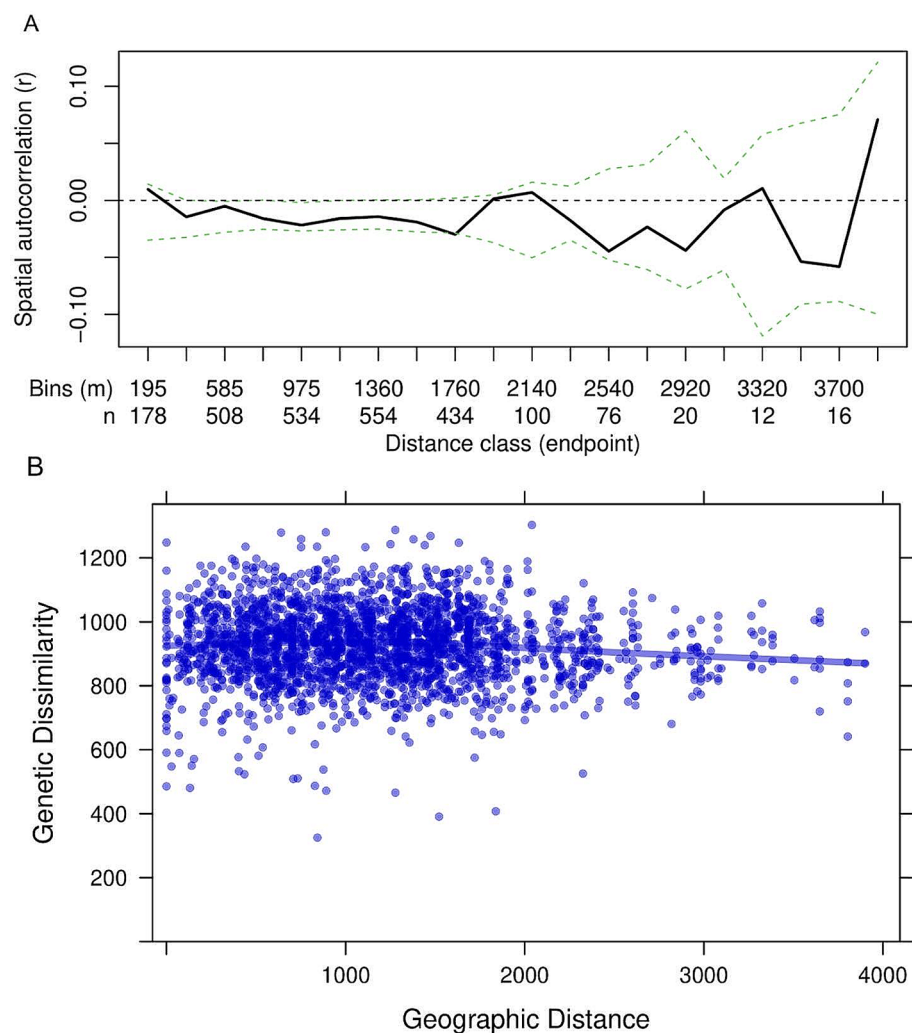 A
Spatial autocorrelation (r)
0.10
0.00
−0.10
Bins (m) 195 585 975 1360 1760 2140 2540 2920 3320 3700
n 178 508 534 554 434 100 76 20 12 16
Distance class (endpoint)
B
Genetic Dissimilarity
1200
1000
800
600
400
200
1000 2000 3000 4000
Geographic Distance